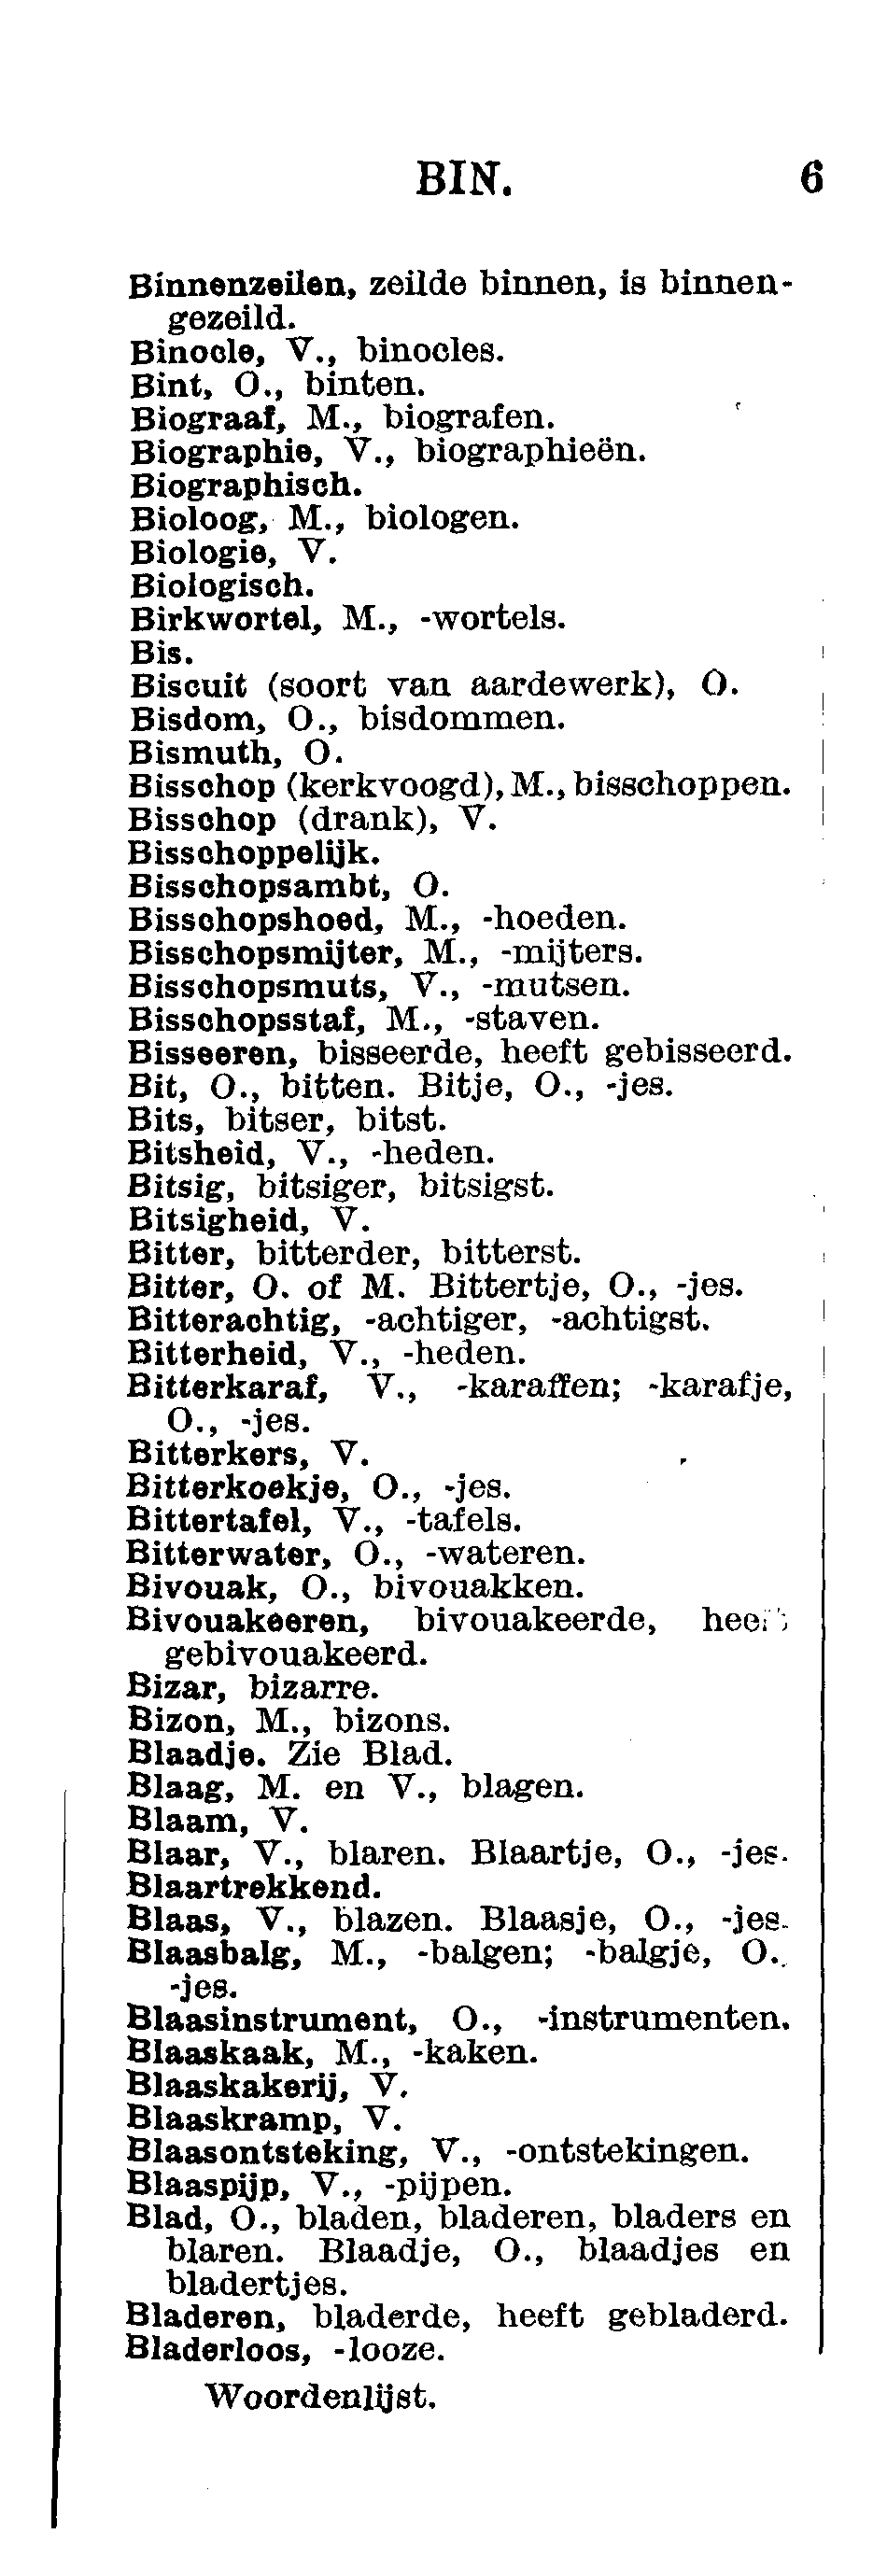 BIN. 6
Binnenzeilen, zeilde binnen, is binnen-
gezeild.
Binocle, V., binocles.
Bint, O., binten.
Biograaf, M., biografen.
Biographie, V., biographieën.
Biographisch.
Bioloog, M., biologen.
Biologie, V.
Biologisch.
Birkwortel, M., -wortels.
Bis.
Biscuit (soort van aardewerk), O.
Bisdom, O., bisdommen.
Bismuth, O.
Bisschop (kerkvoogd), M., bisschoppen.
Bisschop (drank), V.
Bisschoppelijk.
Bisschopsambt, O.
Bisschopshoed, M., -hoeden.
Bisschopsmijter, M., -mijters.
Bisschopsmuts, V., -mutsen.
Bisschopsstaf, M., -staven.
Bisseeren, bisseerde, heeft gebisseerd.
Bit, O., bitten. Bitje, O., -jes.
Bits, bitser, bitst.
Bitsheid, V., -heden.
Bitsig, bitsiger, bitsigst.
Bitsigheid, V.
Bitter, bitterder, bitterst.
Bitter, O. of M. Bittertje, O., -jes.
Bitterachtig, -achtiger, -achtigst.
Bitterheid, V., -heden.
Bitterkaraf, V., -karaffen; -karafje,
O., -jes.
Bitterkers, V.
Bitterkoekje, O., -jes.
Bittertafel, V., -tafels.
Bitterwater, O., -wateren.
Bivouak, O., bivouakken.
Bivouakeeren, bivouakeerde,
gebivouakeerd.
Bizar, bizarre.
Bizon, M., bizons.
Blaadje. Zie Blad.
Blaag, M. en V., blagen.
Blaam, V.
Blaar, V., blaren. Blaartje, O., -jes.
Blaartrekkend.
Blaas, V., blazen. Blaasje, O., -jes.
Blaasbalg, M., -balgen; -balgje, O.,
-jes.
Blaasinstrument, O., -instrumenten.
Blaaskaak, M., -kaken.
Blaaskakerij, V.
Blaaskramp, V.
Blaasontsteking, V., -ontstekingen.
Blaaspijp, V., -pijpen.
Blad, O., bladen, bladeren, bladers en
blaren. Blaadje, O., blaadjes en
bladertjes.
Bladeren, bladerde, heeft gebladerd.
Bladerloos, -looze.
Woordenlijst.